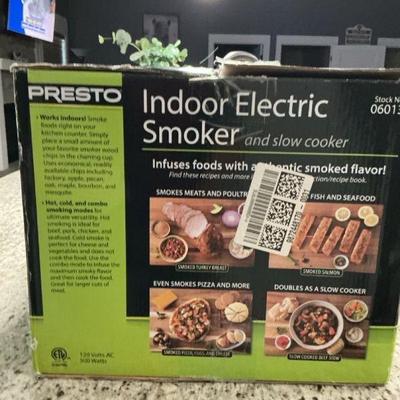 PRESTO
• Works indoors! Smoke
foods right on your
kitchen counter. Simply
place a small amount of
your favorite smoker wood
chips in the charring cup.
Uses economical, readily
available chips including
hickory, apple, pecan,
oak, maple, bourbon, and
mesquite.
• Hot, cold, and combo
smoking modes for
ultimate versatility. Hot
smoking is ideal for
beef, pork, chicken, and
seafood. Cold smoke is
perfect for cheese and
vegetables and does not
cook the food. Use the
combo mode to infuse the
maximum smoky flavor
and then cook the food.
Great for larger cuts of
meat.
120 Volts AC
Indoor Electric
Smoker and slow cooker
Stock No.
06013
Infuses foods with smoked flavor!
Find these recipes and more book.
SMOKES MEATS AND POULTRY
SMOKED TURKEY BREAST
FISH AND SEAFOOD
SMOKED SALMON
EVEN SMOKES PIZZA AND MORE
SMOKED PIZZA, EGGS, AND CHEESE
DOUBLES AS A SLOW COOKER
SLOW COOKED BEEF STEW